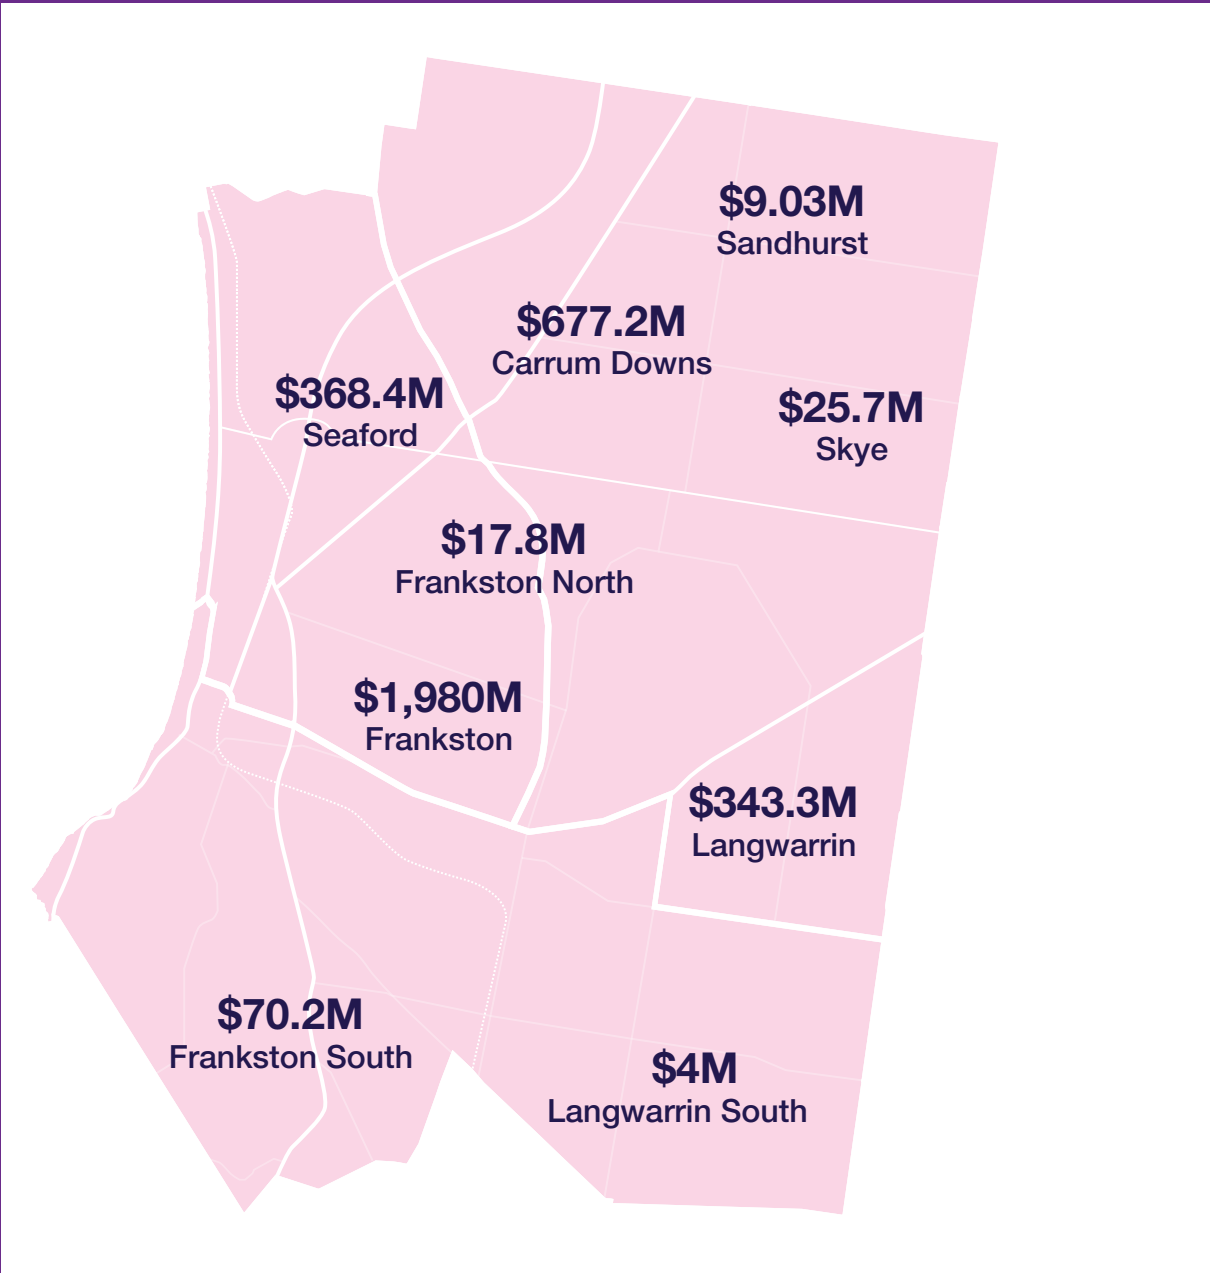 $9.03M
Sandhurst
$677.2M
Carrum Downs
$368.4M
Seaford
$25.7M
Skye
$17.8M
Frankston North
$1,980M
Frankston
$343.3M
Langwarrin
$70.2M
Frankston South
$4M
Langwarrin South